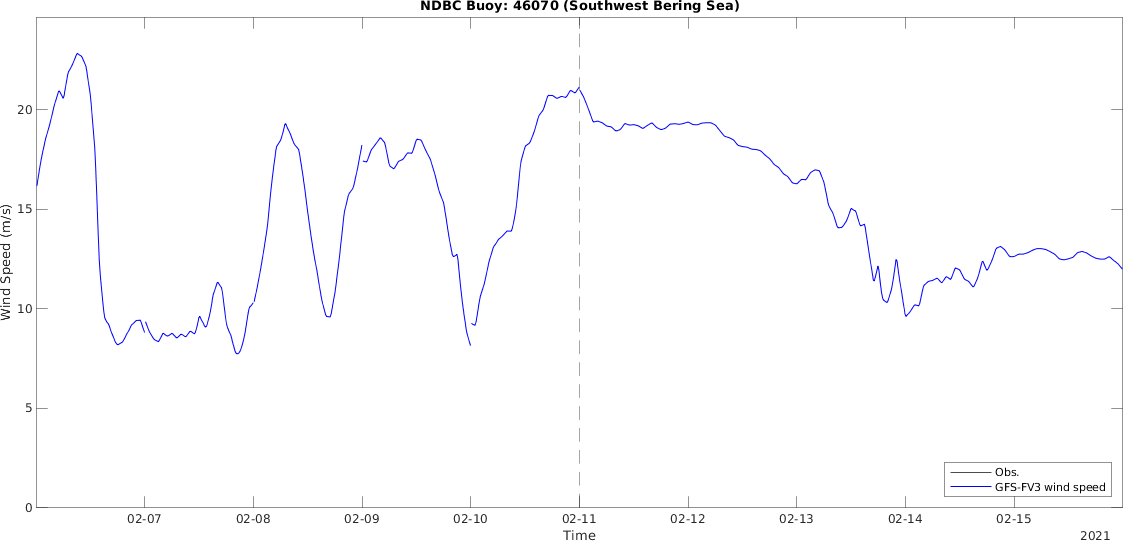 NDBC Buoy: 46070 (Southwest Bering Sea)
Wind Speed (m/s)
20
15
10
5
0
02-07 02-08 02-09 02-10 02-11 02-12 02-13 02-14 02-15
Time
2021
Obs.
GFS-FV3 wind speed